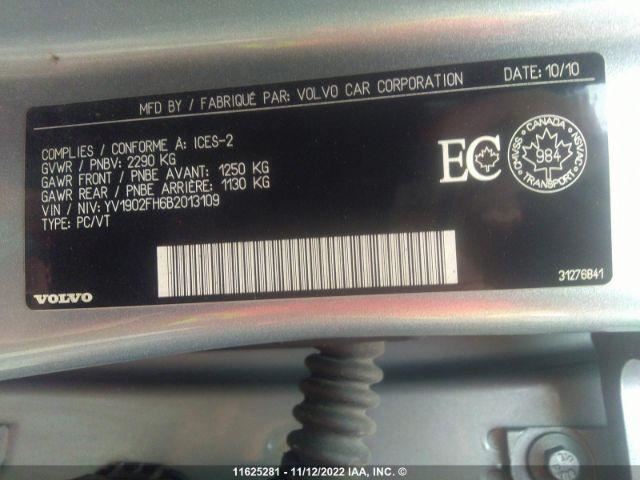 MFD BY / FABRIQUÉ PAR: VOLVO CAR CORPORATION DATE: 10/10
COMPLIES / CONFORME À: ICES-2
GVWR / PNBV: 2290 KG
GAWR FRONT / PNBE AVANT: 1250 KG
GAWR REAR / PNBE ARRIÈRE: 1130 KG
VIN / NIV: YV1902FH6B2013109
TYPE: PC/VT
EC
CANADA
CMVSS 984 NSVAC
TRANSPORT
VOLVO
31276841
11625281 - 11/12/2022 IAA, INC. ©